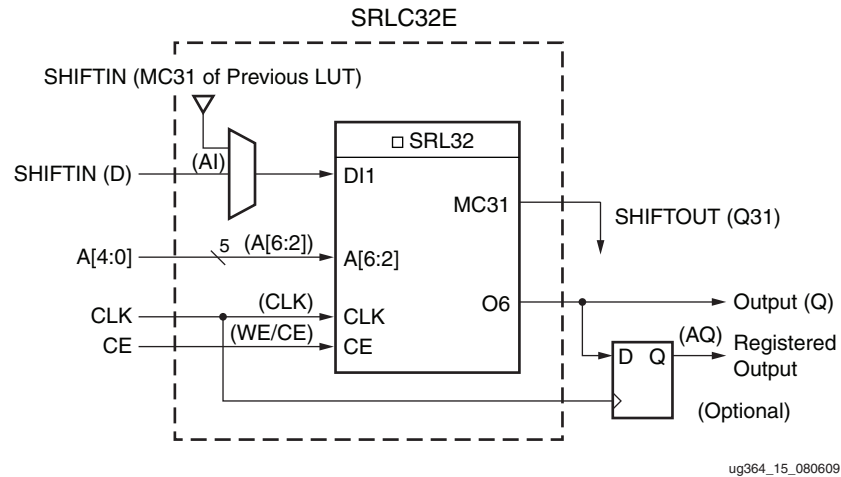 SRLC32E
SHIFTIN (MC31 of Previous LUT)
□ SRL32
SHIFTIN (D)
(AI)
DI1
MC31
SHIFTOUT (Q31)
A[4:0]
5
(A[6:2])
A[6:2]
CLK
(CLK)
CLK
O6
Output (Q)
CE
(WE/CE)
CE
D Q
(AQ)
Registered
Output
(Optional)
ug364_15_080609